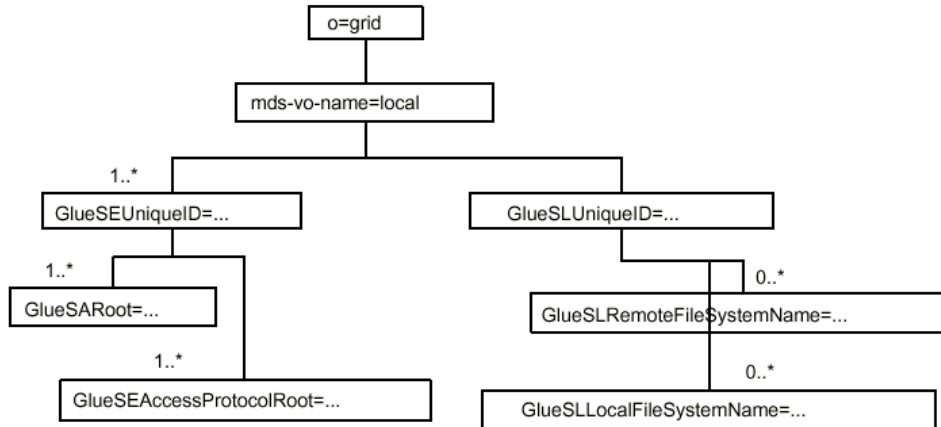 o=grid
mds-vo-name=local
1..*
GlueSEUniqueID=...
GlueSLUniqueID=...
1..*
0..*
GlueSARoot=...
GlueSLRemoteFileSystemName=...
1..*
0..*
GlueSEAccessProtocolRoot=...
GlueSLLocalFileSystemName=...